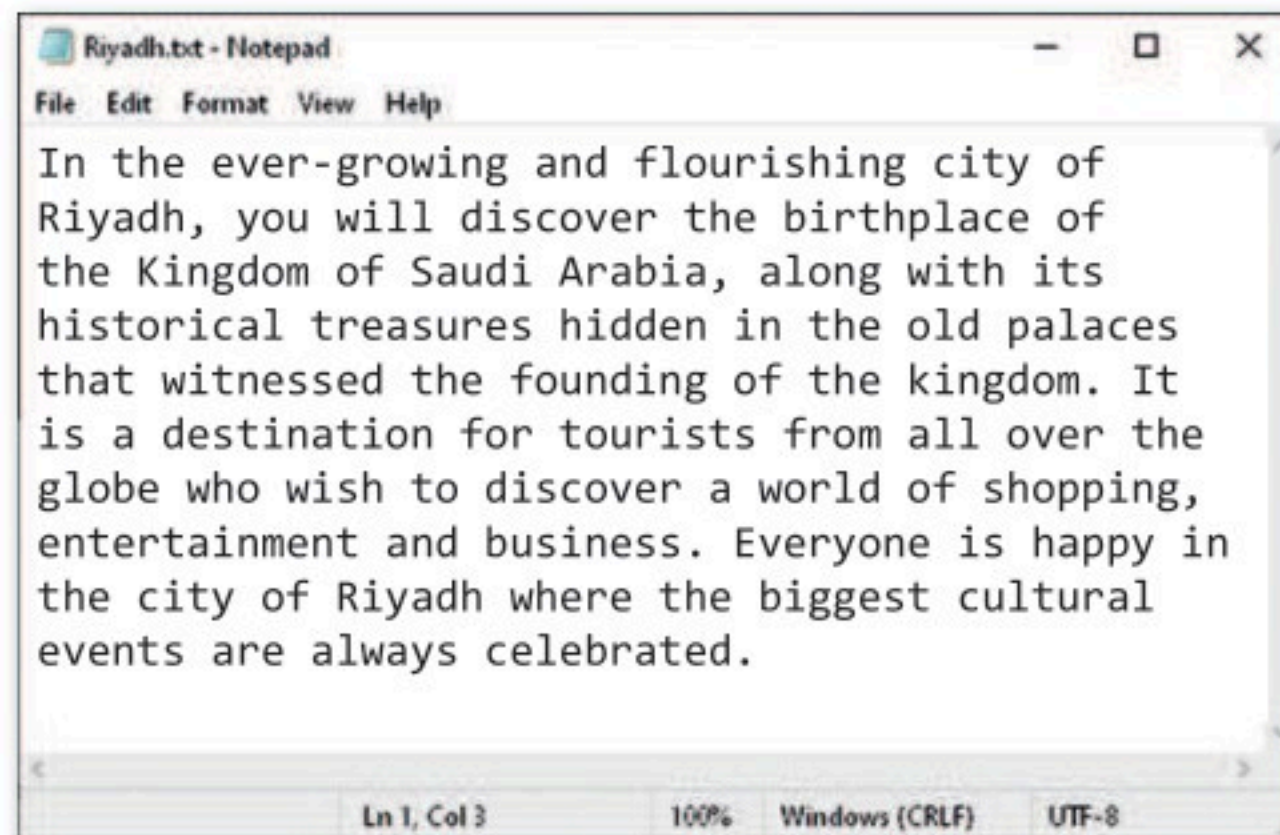 Riyadh.txt - Notepad
File Edit Format View Help
In the ever-growing and flourishing city of
Riyadh, you will discover the birthplace of
the Kingdom of Saudi Arabia, along with its
historical treasures hidden in the old palaces
that witnessed the founding of the kingdom. It
is a destination for tourists from all over the
globe who wish to discover a world of shopping,
entertainment and business. Everyone is happy in
the city of Riyadh where the biggest cultural
events are always celebrated.
Ln 1, Col 3 100% Windows (CRLF) UTF-8